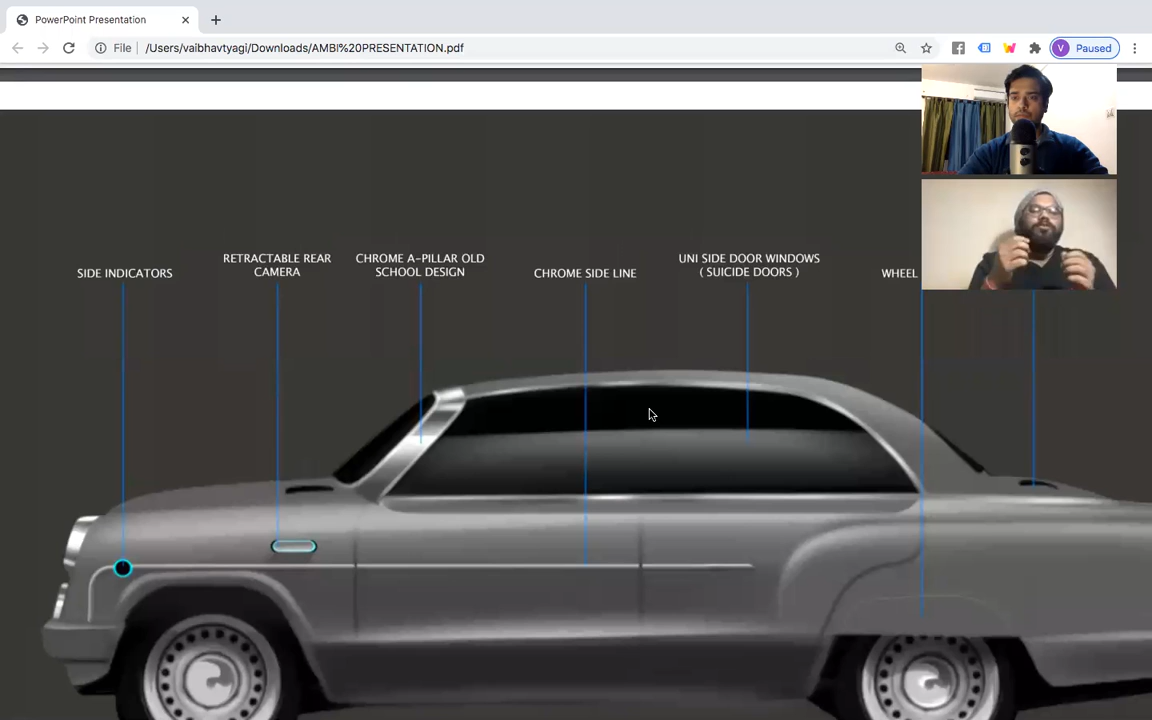 PowerPoint Presentation
File
/Users/vaibhavtyagi/Downloads/AMBI%20PRESENTATION.pdf
V
Paused
SIDE INDICATORS
RETRACTABLE REAR
CAMERA
CHROME A-PILLAR OLD
SCHOOL DESIGN
CHROME SIDE LINE
UNI SIDE DOOR WINDOWS
( SUICIDE DOORS )
WHEEL